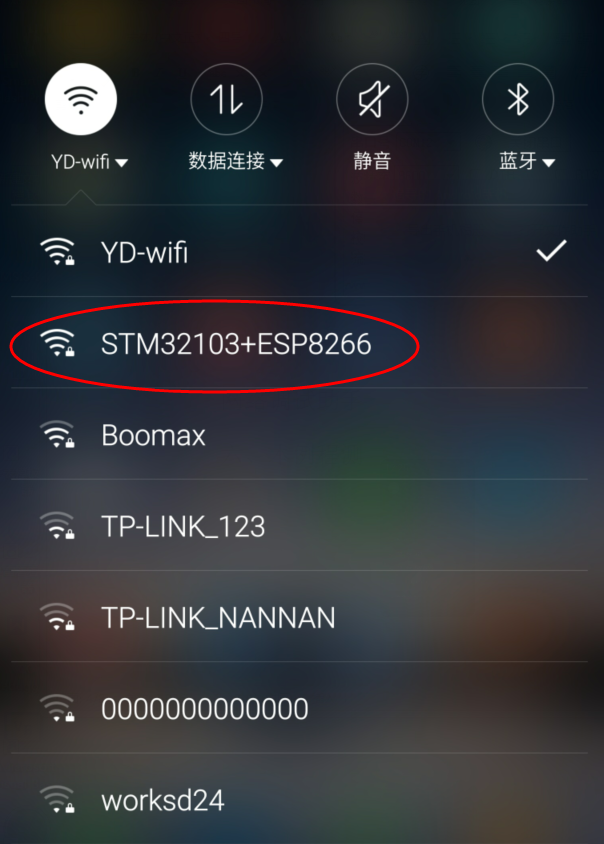 YD-wifi 数据连接 静音 蓝牙
YD-wifi
STM32103+ESP8266
Boomax
TP-LINK_123
TP-LINK_NANNAN
0000000000000
worksd24